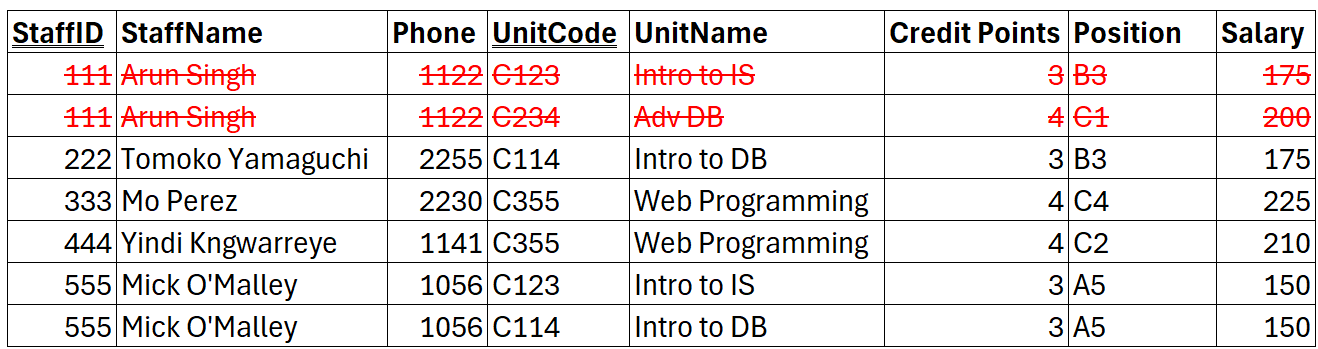 StaffID StaffName Phone UnitCode UnitName Credit Points Position Salary
111 Arun Singh 1122 C123 Intro to IS 3 B3 175
111 Arun Singh 1122 C234 Adv DB 4 C1 200
222 Tomoko Yamaguchi 2255 C114 Intro to DB 3 B3 175
333 Mo Perez 2230 C355 Web Programming 4 C4 225
444 Yindi Kngwarreye 1141 C355 Web Programming 4 C2 210
555 Mick O'Malley 1056 C123 Intro to IS 3 A5 150
555 Mick O'Malley 1056 C114 Intro to DB 3 A5 150